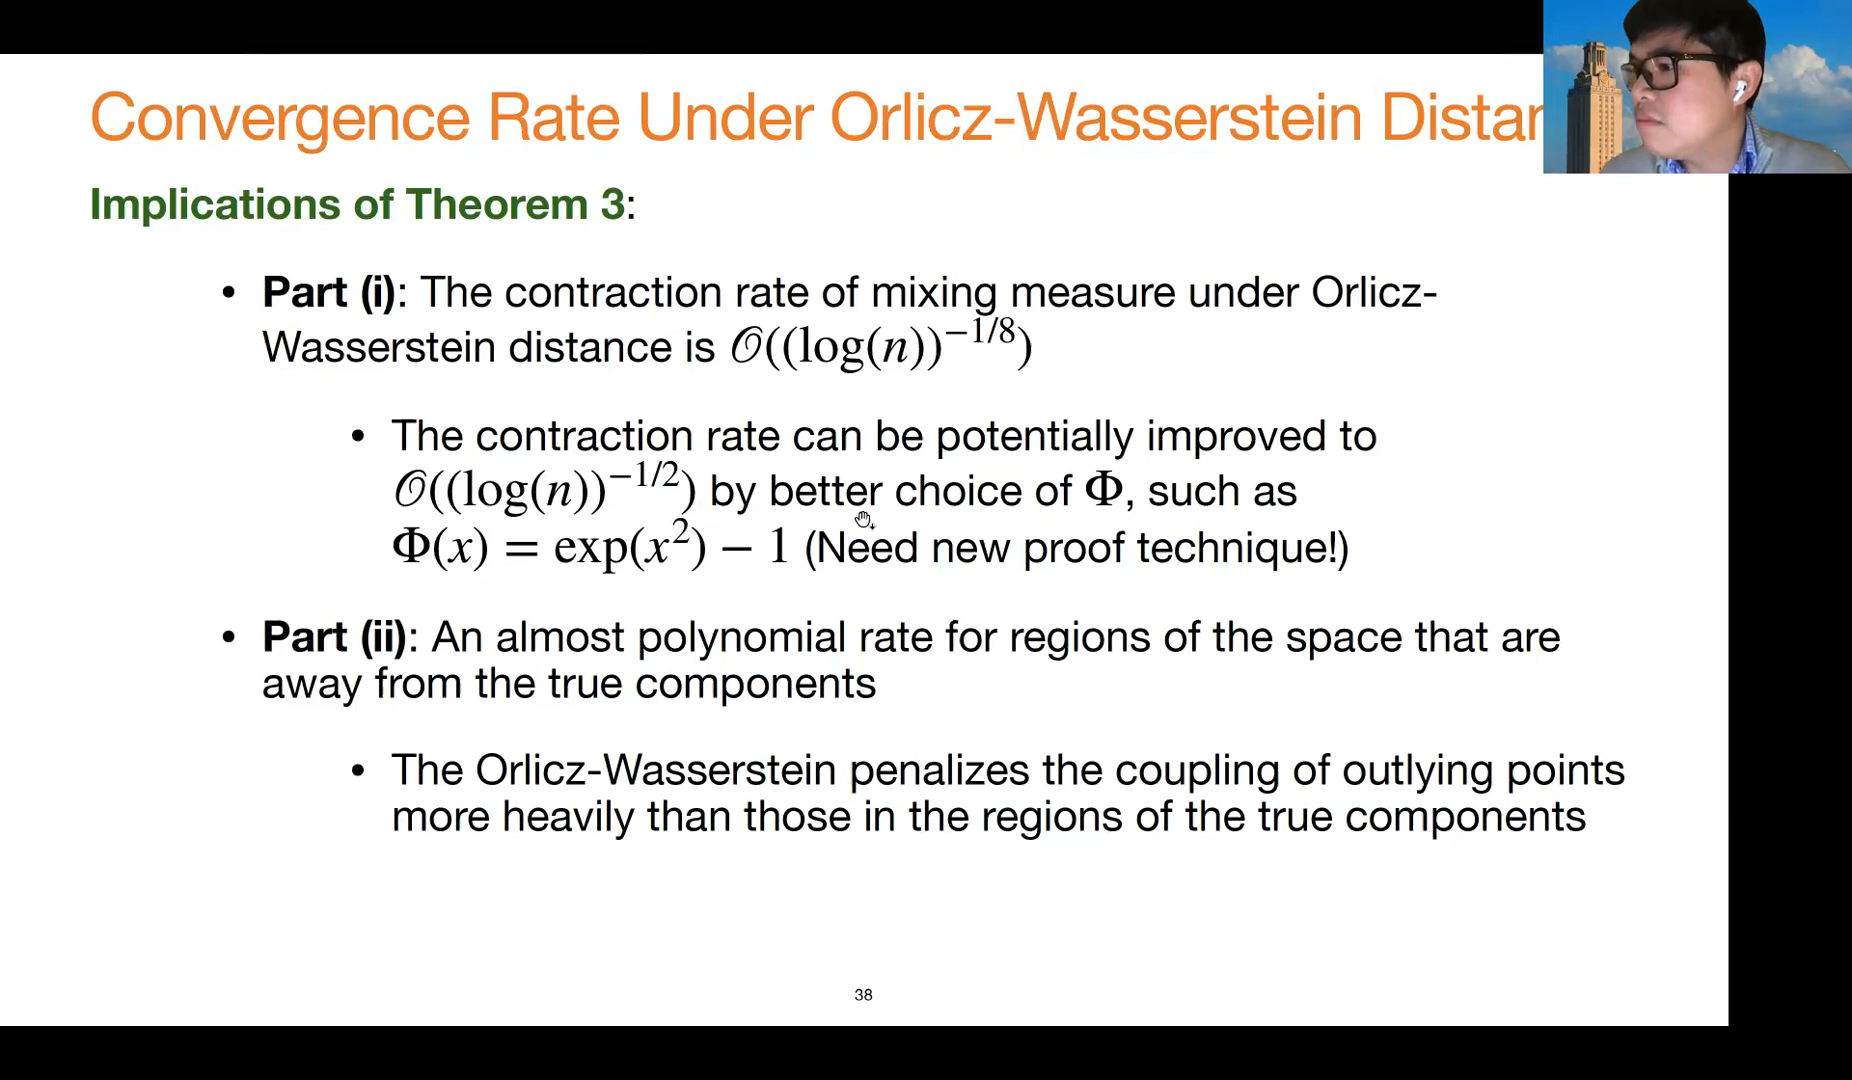 Convergence Rate Under Orlicz-Wasserstein Distan
Implications of Theorem 3:
• Part (i): The contraction rate of mixing measure under Orlicz-
Wasserstein distance is 𝒪((log(n))^{−1/8})
• The contraction rate can be potentially improved to
𝒪((log(n))^{−1/2}) by better choice of Φ, such as
Φ(x) = exp(x²) − 1 (Need new proof technique!)
• Part (ii): An almost polynomial rate for regions of the space that are
away from the true components
• The Orlicz-Wasserstein penalizes the coupling of outlying points
more heavily than those in the regions of the true components
38